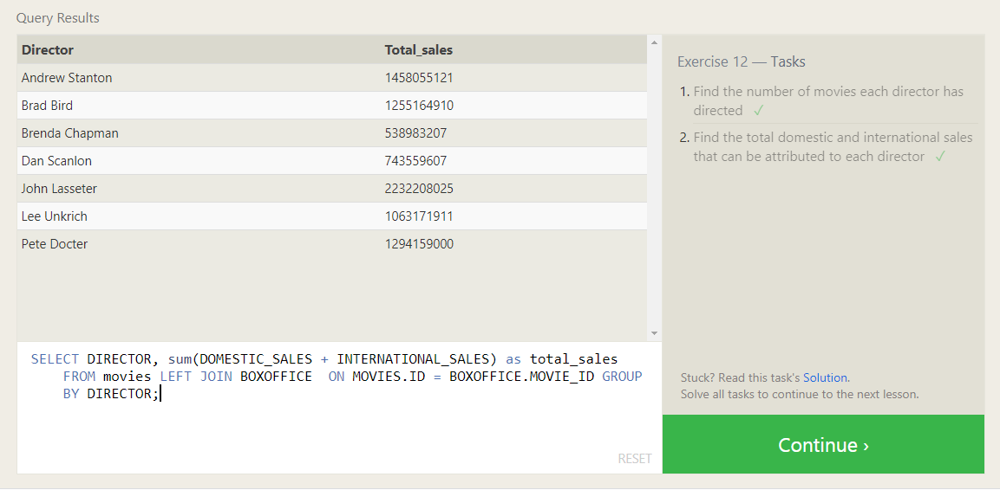 Query Results
Director Total_sales
Andrew Stanton 1458055121
Brad Bird 1255164910
Brenda Chapman 538983207
Dan Scanlon 743559607
John Lasseter 2232208025
Lee Unkrich 1063171911
Pete Docter 1294159000
SELECT DIRECTOR, sum(DOMESTIC_SALES + INTERNATIONAL_SALES) as total_sales
FROM movies LEFT JOIN BOXOFFICE  ON MOVIES.ID = BOXOFFICE.MOVIE_ID GROUP
BY DIRECTOR;
RESET
Exercise 12 — Tasks
1. Find the number of movies each director has
directed ✓
2. Find the total domestic and international sales
that can be attributed to each director ✓
Stuck? Read this task's Solution.
Solve all tasks to continue to the next lesson.
Continue ›